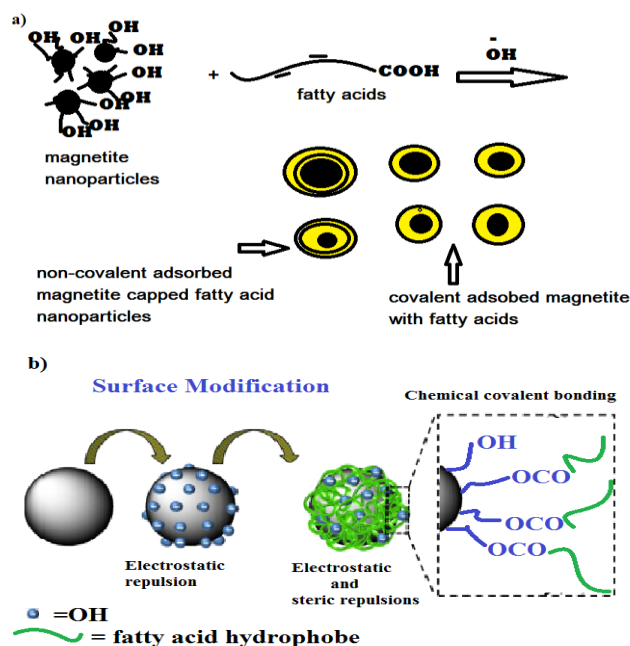 a)
OH OH OH
OH OH
OH OH
OH
OH OH
magnetite
nanoparticles
+
COOH
fatty acids
-
OH
non-covalent adsorbed
magnetite capped fatty acid
nanoparticles
covalent adsobed magnetite
with fatty acids
b)
Surface Modification
Chemical covalent bonding
OH
OCO
OCO
OCO
Electrostatic
repulsion
Electrostatic
and
steric repulsions
=OH
= fatty acid hydrophobe